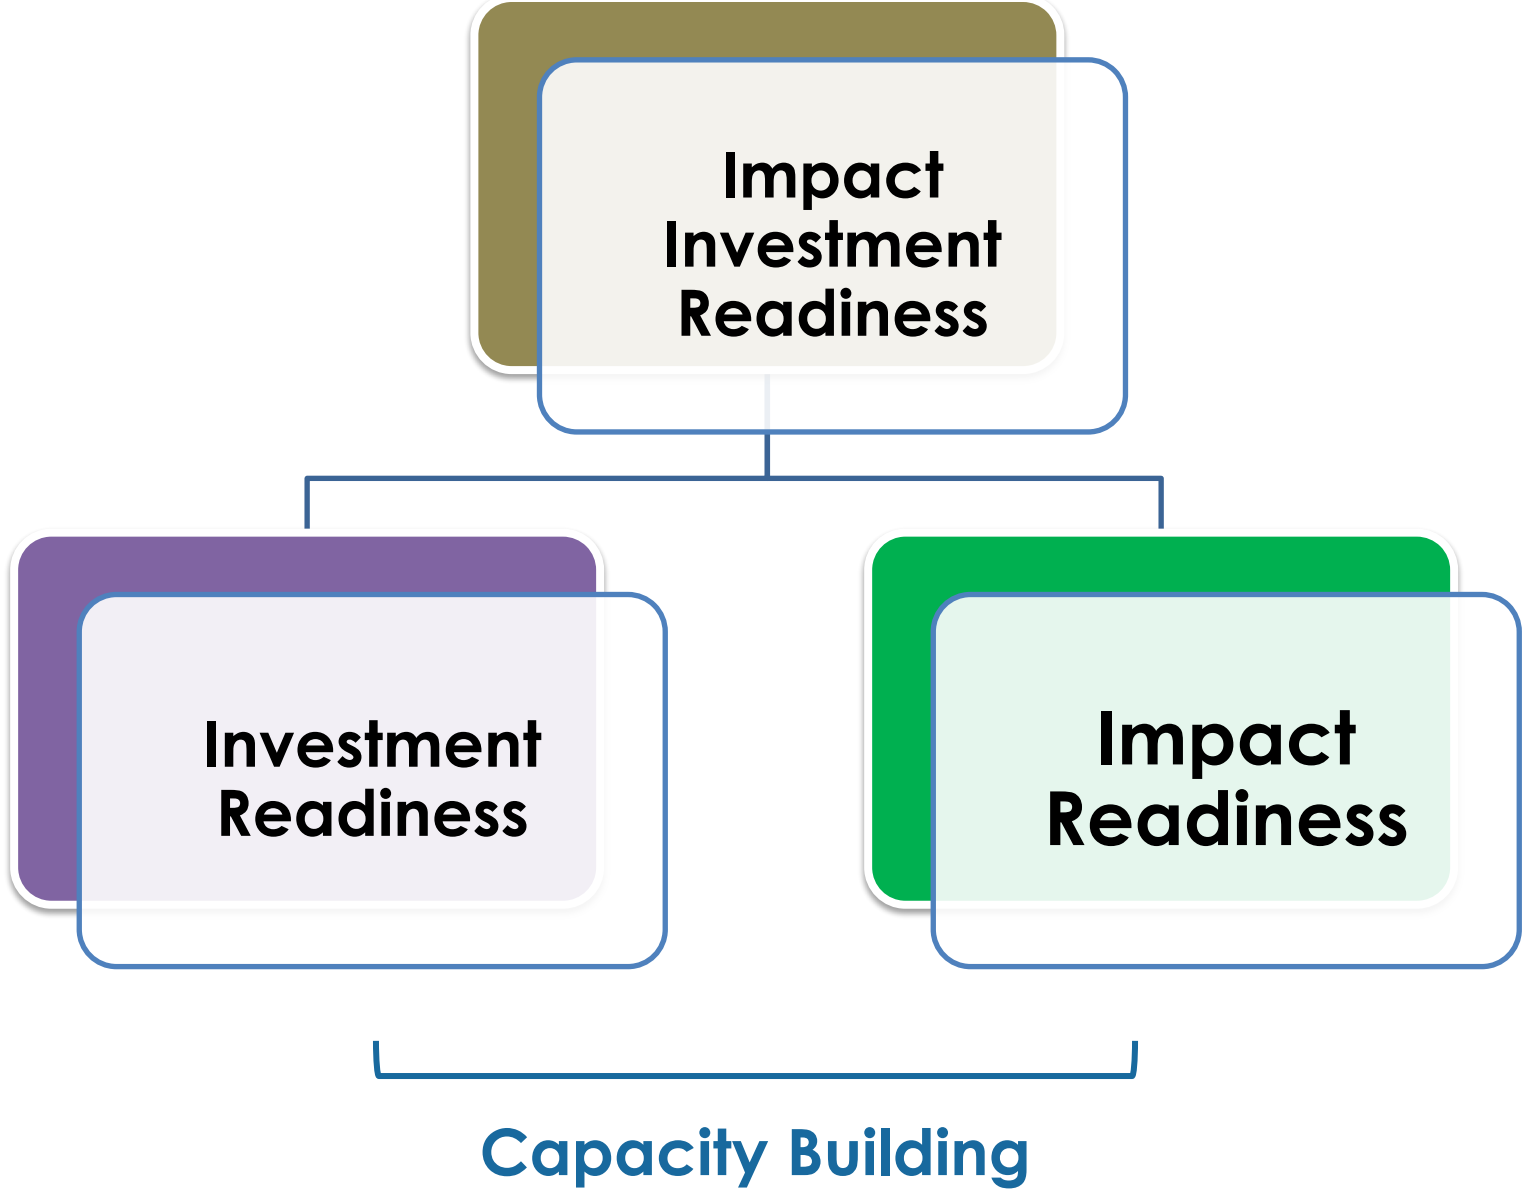 Impact
Investment
Readiness
Investment
Readiness
Impact
Readiness
Capacity Building